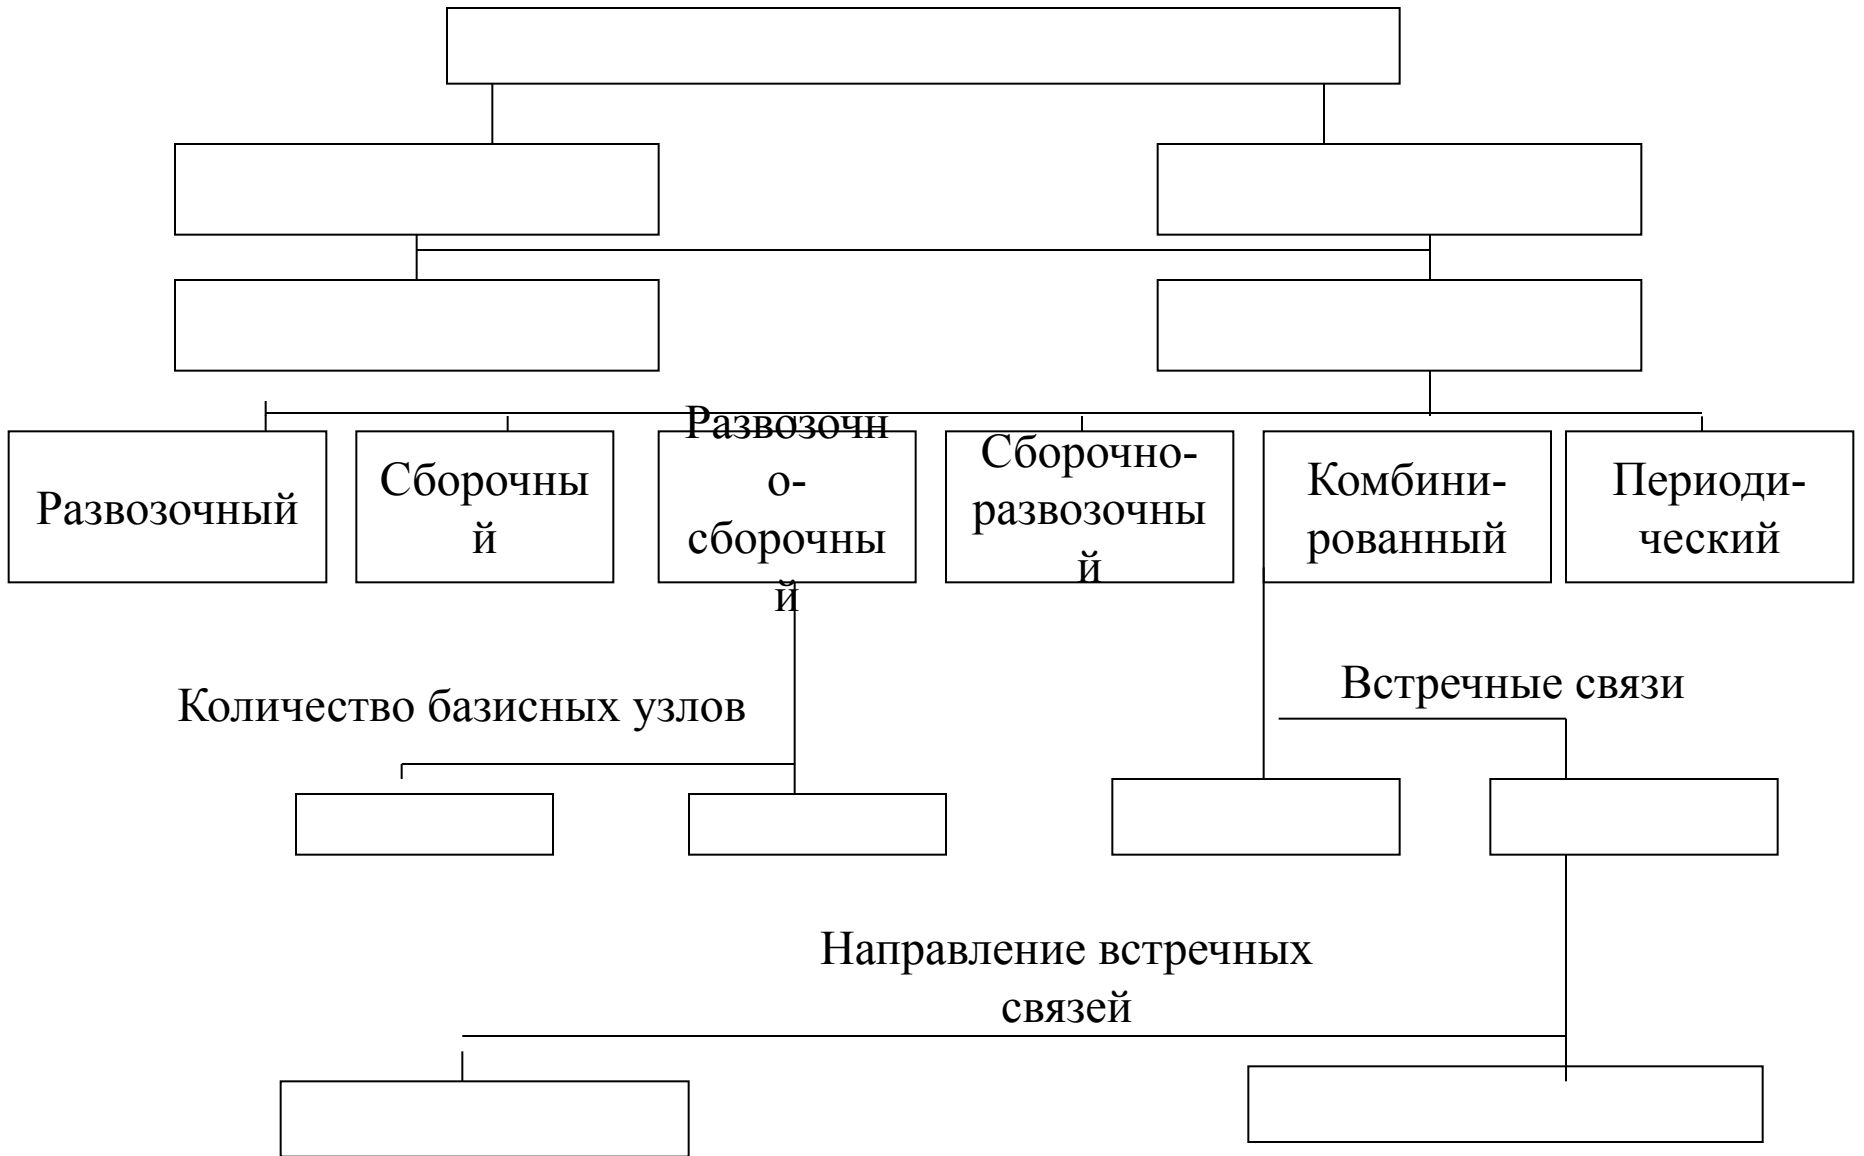 Развозочный
Сборочны
й
Развозочн
о-
сборочны
й
Сборочно-
развозочны
й
Комбини-
рованный
Периоди-
ческий
Количество базисных узлов
Встречные связи
Направление встречных
связей